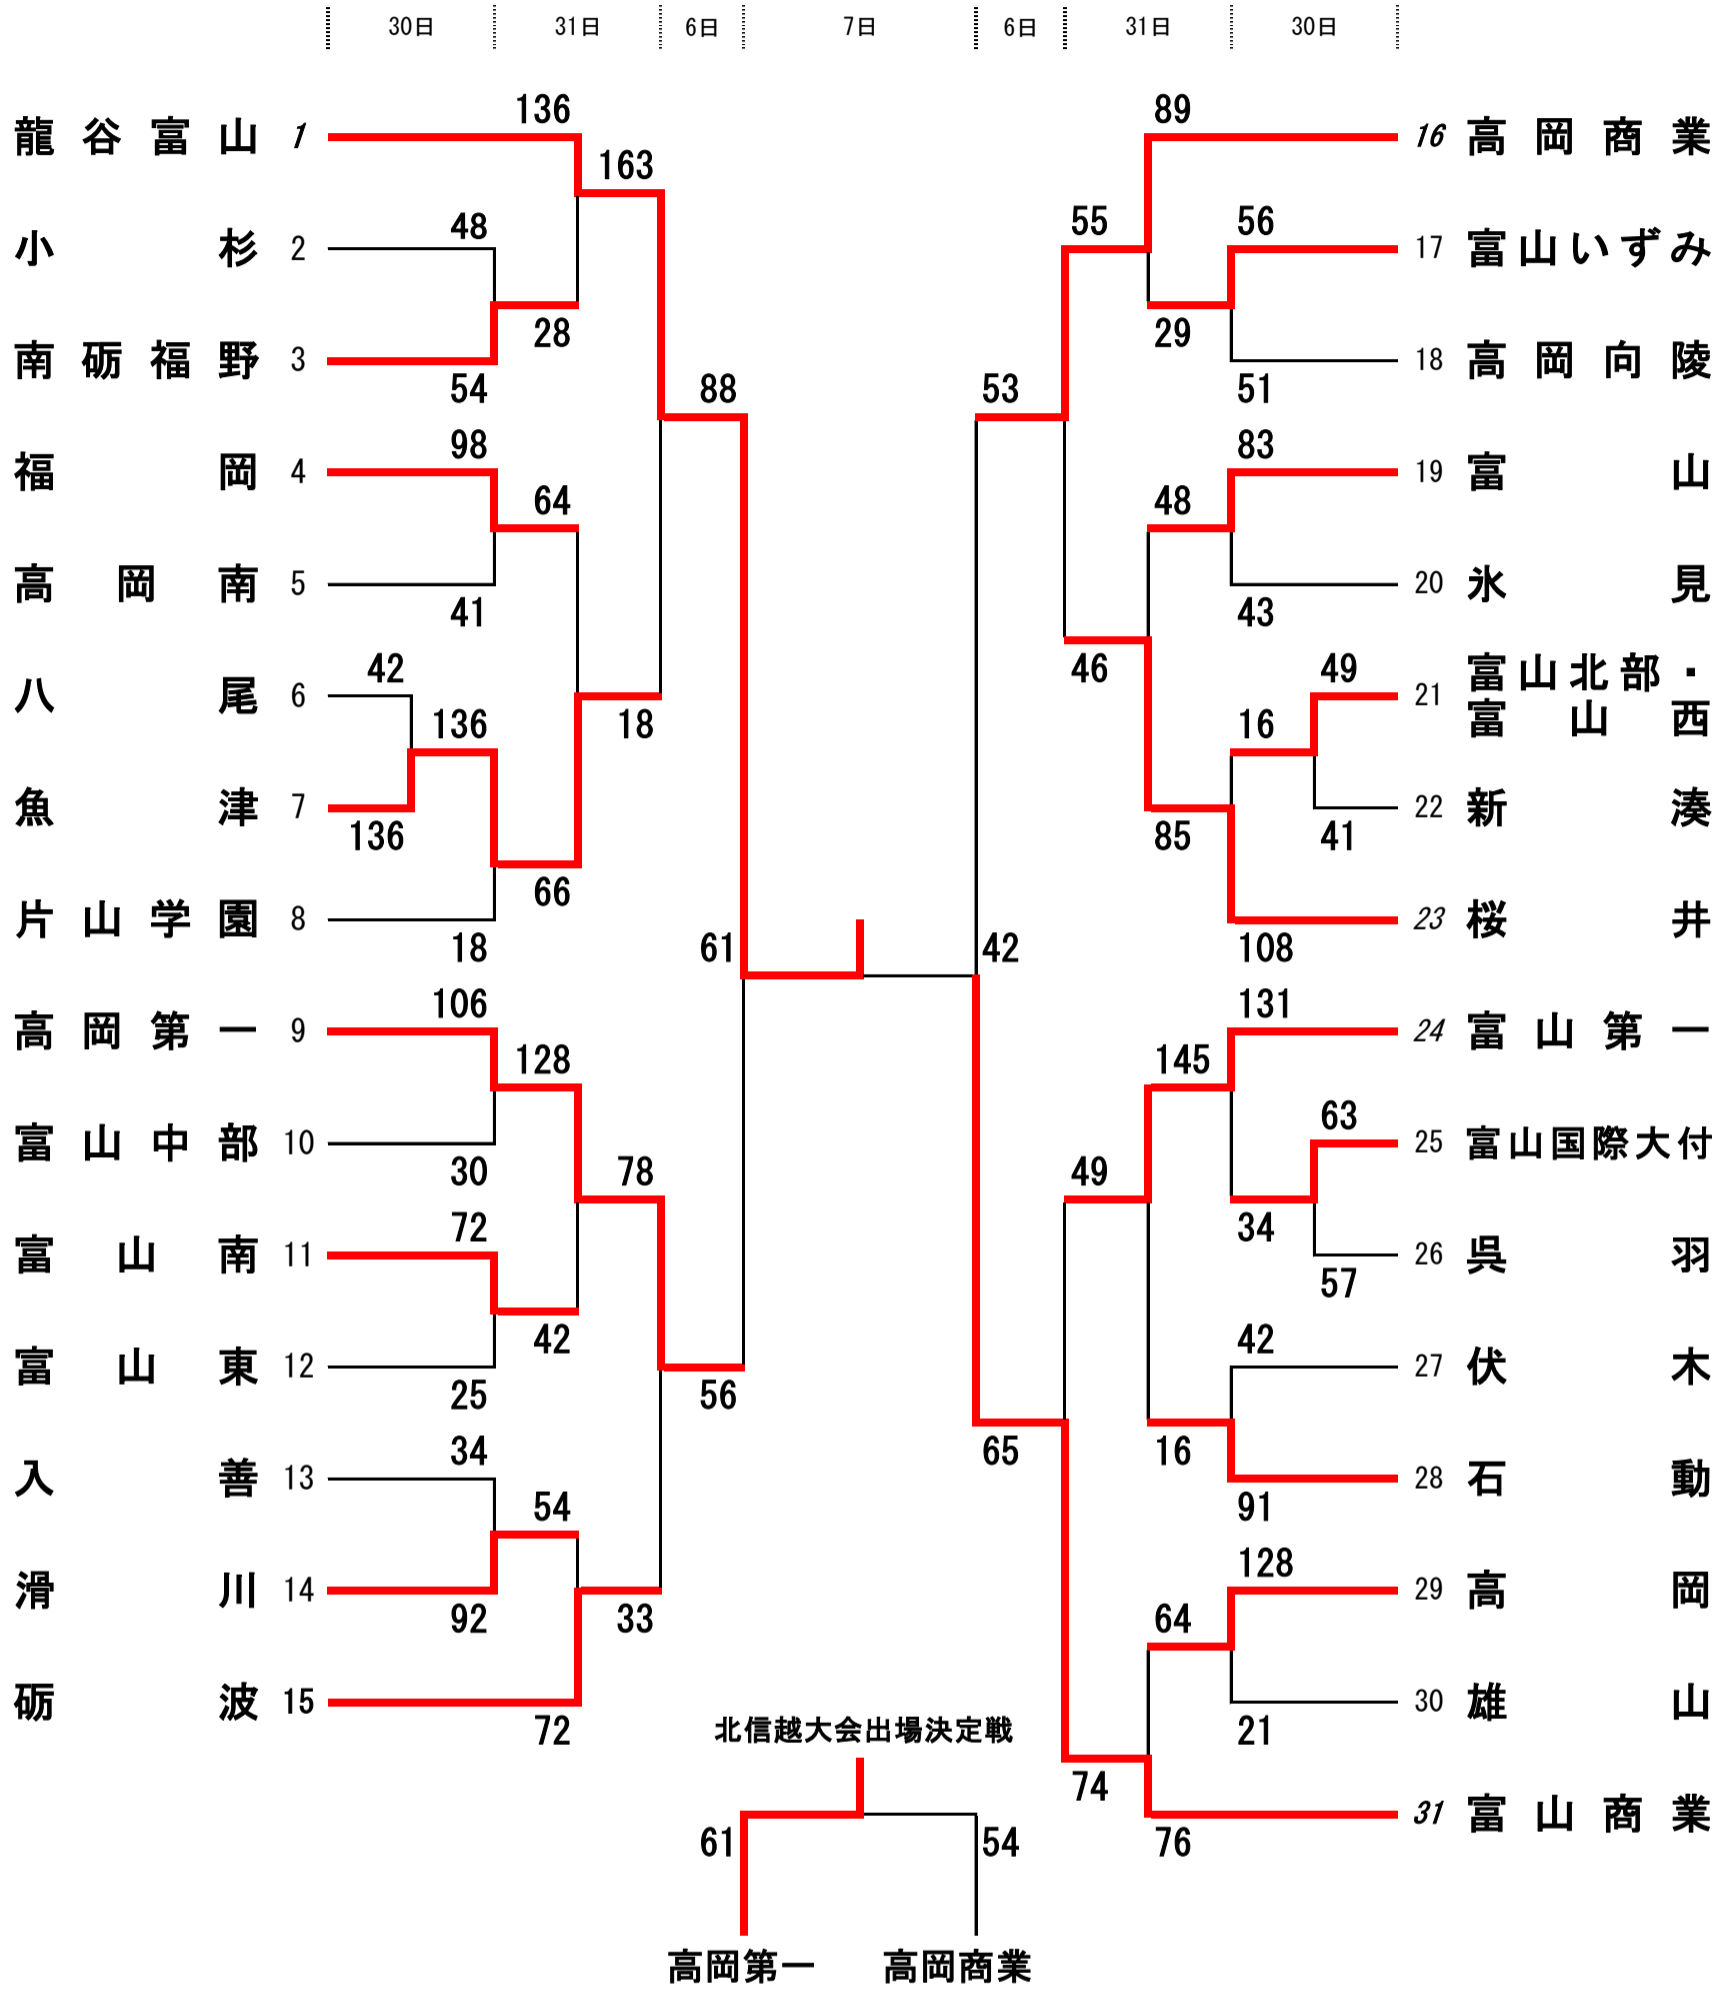 30日 31日 6日 7日 6日 31日 30日
136 89
龍谷富山 1 16 高岡商業
163
48 55 56
小杉 2 17 富山いずみ
28 29
南砺福野 3 18 高岡向陵
54 88 53 51
98 83
福岡 4 19 富山
64 48
高岡南 5 20 氷見
41 43
42 46 49 富山北部・
八尾 6 21
136 18 16 富山西
魚津 7 22 新湊
136 85 41
66
片山学園 8 23 桜井
18 61 42 108
106 131
高岡第一 9 24 富山第一
128 145
63
富山中部 10 25 富山国際大付
30 78 49
72 34
富山南 11 26 呉羽
57
42 42
富山東 12 27 伏木
25 56
34 65 16
入善 13 28 石動
54 91
128
滑川 14 29 高岡
92 33 64
砺波 15 30 雄山
72 北信越大会出場決定戦 21
74
31 富山商業
61 54 76
高岡第一 高岡商業